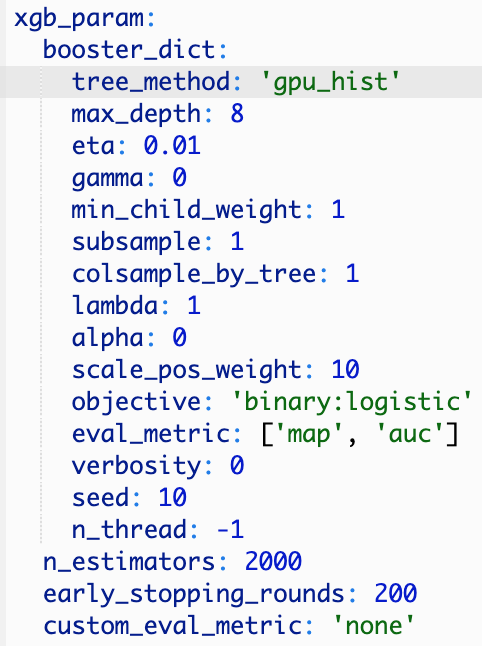 xgb_param:
booster_dict:
tree_method: 'gpu_hist'
max_depth: 8
eta: 0.01
gamma: 0
min_child_weight: 1
subsample: 1
colsample_by_tree: 1
lambda: 1
alpha: 0
scale_pos_weight: 10
objective: 'binary:logistic'
eval_metric: ['map', 'auc']
verbosity: 0
seed: 10
n_thread: -1
n_estimators: 2000
early_stopping_rounds: 200
custom_eval_metric: 'none'